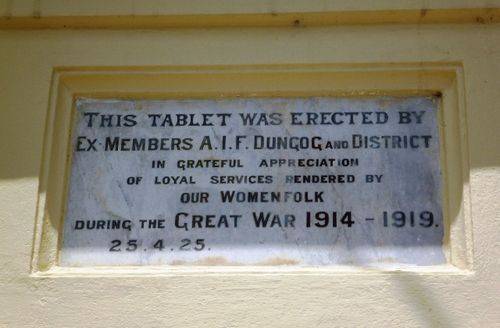 THIS TABLET WAS ERECTED BY
EX-MEMBERS A.I.F. DUNGOG AND DISTRICT
IN GRATEFUL APPRECIATION
OF LOYAL SERVICES RENDERED BY
OUR WOMENFOLK
DURING THE GREAT WAR 1914 - 1919.
25.4.25.